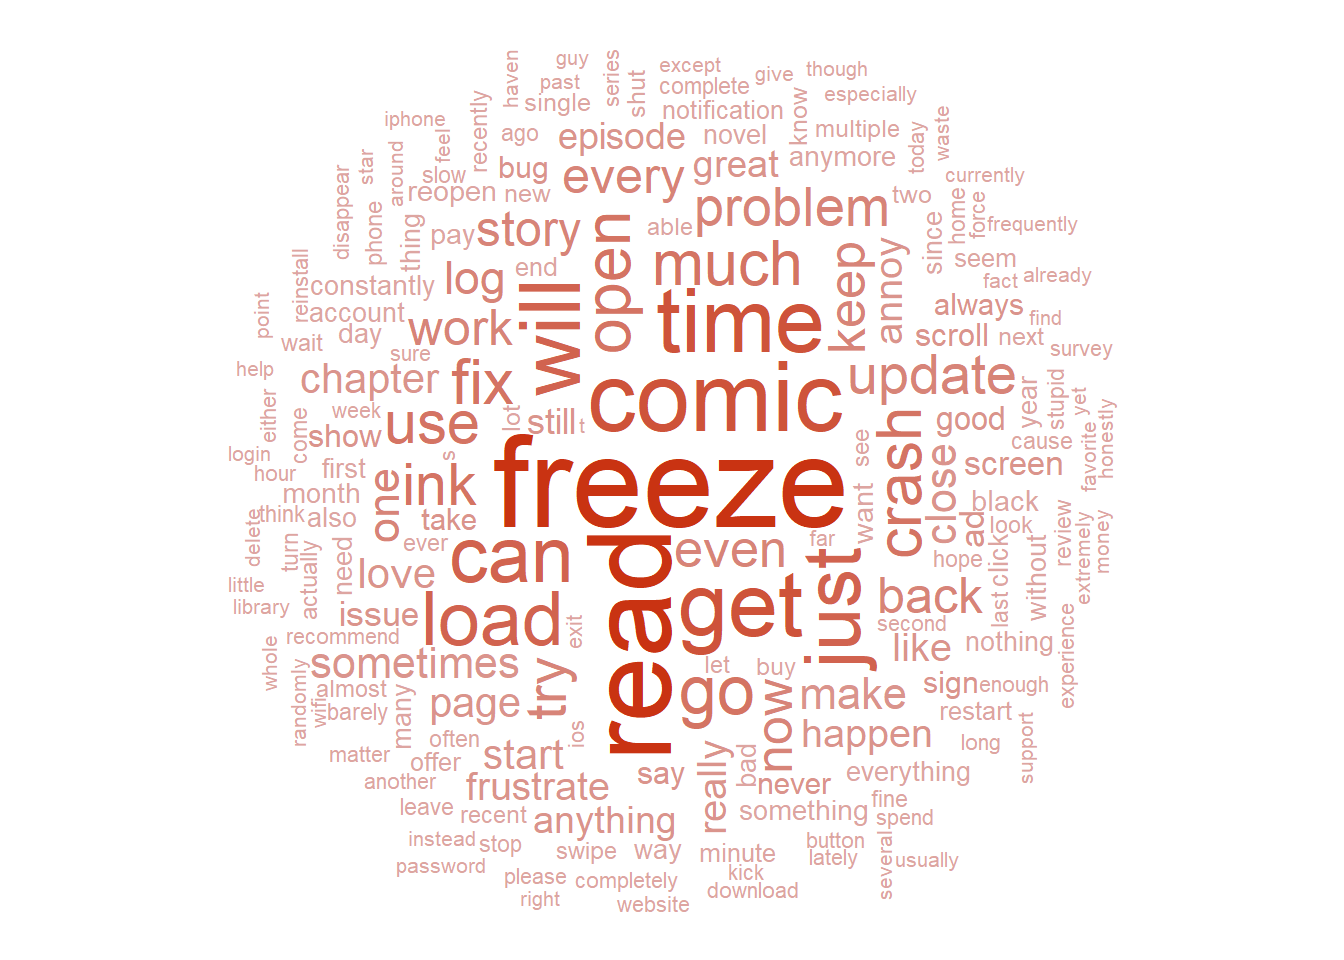 guy
except
though
haven
past
series
shut
complete
give
especially
single
notification
know
iphone
recently
ago
episode
novel
multiple
today
waste
feel
star
around
slow
bug
every
great
anymore
currently
disappear
reopen
new
problem
two
home
force
frequently
phone
thing
pay
story
open
able
since
seem
reinstall
constantly
log
end
much
keep
annoy
fact
already
point
account
will
time
always
find
wait
day
work
scroll
next
survey
sure
help
chapter
fix
comic
update
year
stupid
yet
either
week
use
lot
still
t
crash
good
favorite
honestly
come
show
see
cause
login
s
freeze
close
screen
hour
first
one
ink
want
month
black
delete
think
also
take
ad
look
review
money
turn
ever
can
even
far
without
extremely
actually
need
love
read
just
hope
last
click
little
library
issue
load
get
back
second
recommend
exit
like
nothing
whole
sometimes
try
let
buy
experience
randomly
almost
page
go
now
make
sign
enough
wifi
barely
many
restart
matter
often
ios
happen
long
support
offer
start
really
bad
another
frustrate
say
never
everything
leave
recent
anything
something
fine
spend
instead
stop
swipe
way
minute
button
lately
several
usually
password
please
completely
kick
download
right
website